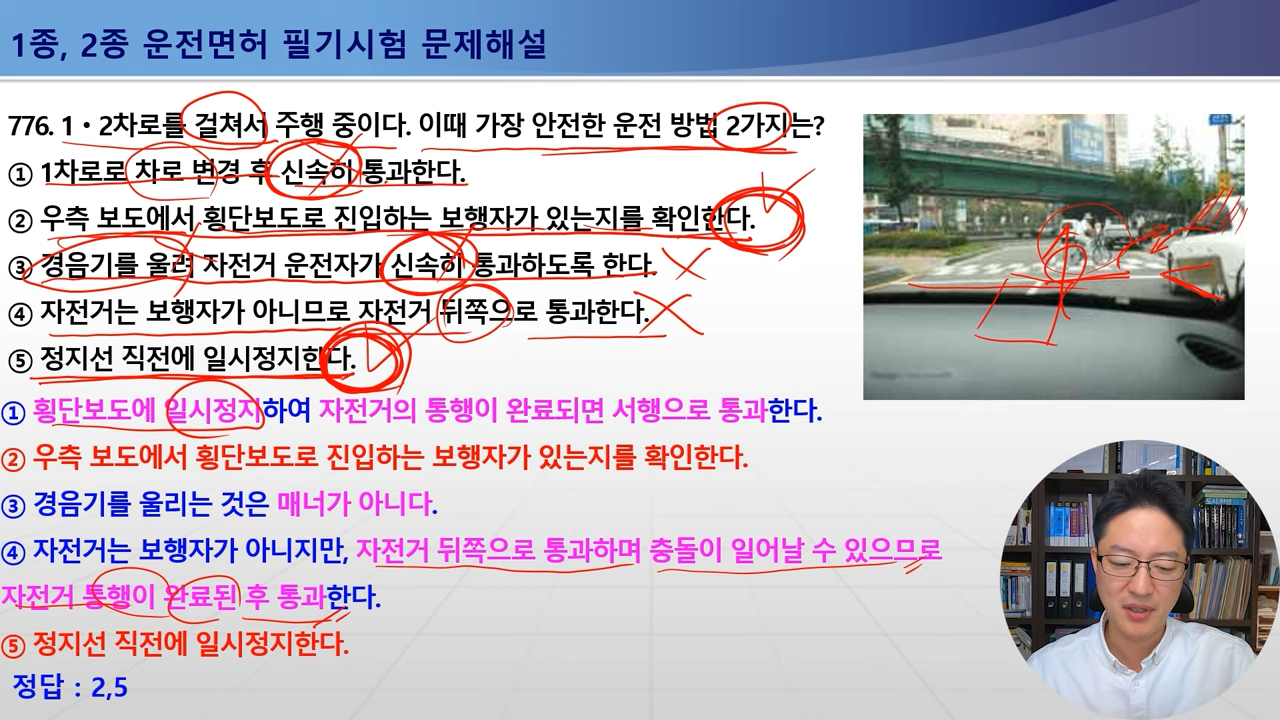 1종, 2종 운전면허 필기시험 문제해설
776. 1・2차로를 걸쳐서 주행 중이다. 이때 가장 안전한 운전 방법 2가지는?
① 1차로로 차로 변경 후 신속히 통과한다.
② 우측 보도에서 횡단보도로 진입하는 보행자가 있는지를 확인한다.
③ 경음기를 울려 자전거 운전자가 신속히 통과하도록 한다.
④ 자전거는 보행자가 아니므로 자전거 뒤쪽으로 통과한다.
⑤ 정지선 직전에 일시정지한다.
① 횡단보도에 일시정지하여 자전거의 통행이 완료되면 서행으로 통과한다.
② 우측 보도에서 횡단보도로 진입하는 보행자가 있는지를 확인한다.
③ 경음기를 울리는 것은 매너가 아니다.
④ 자전거는 보행자가 아니지만, 자전거 뒤쪽으로 통과하며 충돌이 일어날 수 있으므로
자전거 통행이 완료된 후 통과한다.
⑤ 정지선 직전에 일시정지한다.
정답 : 2,5